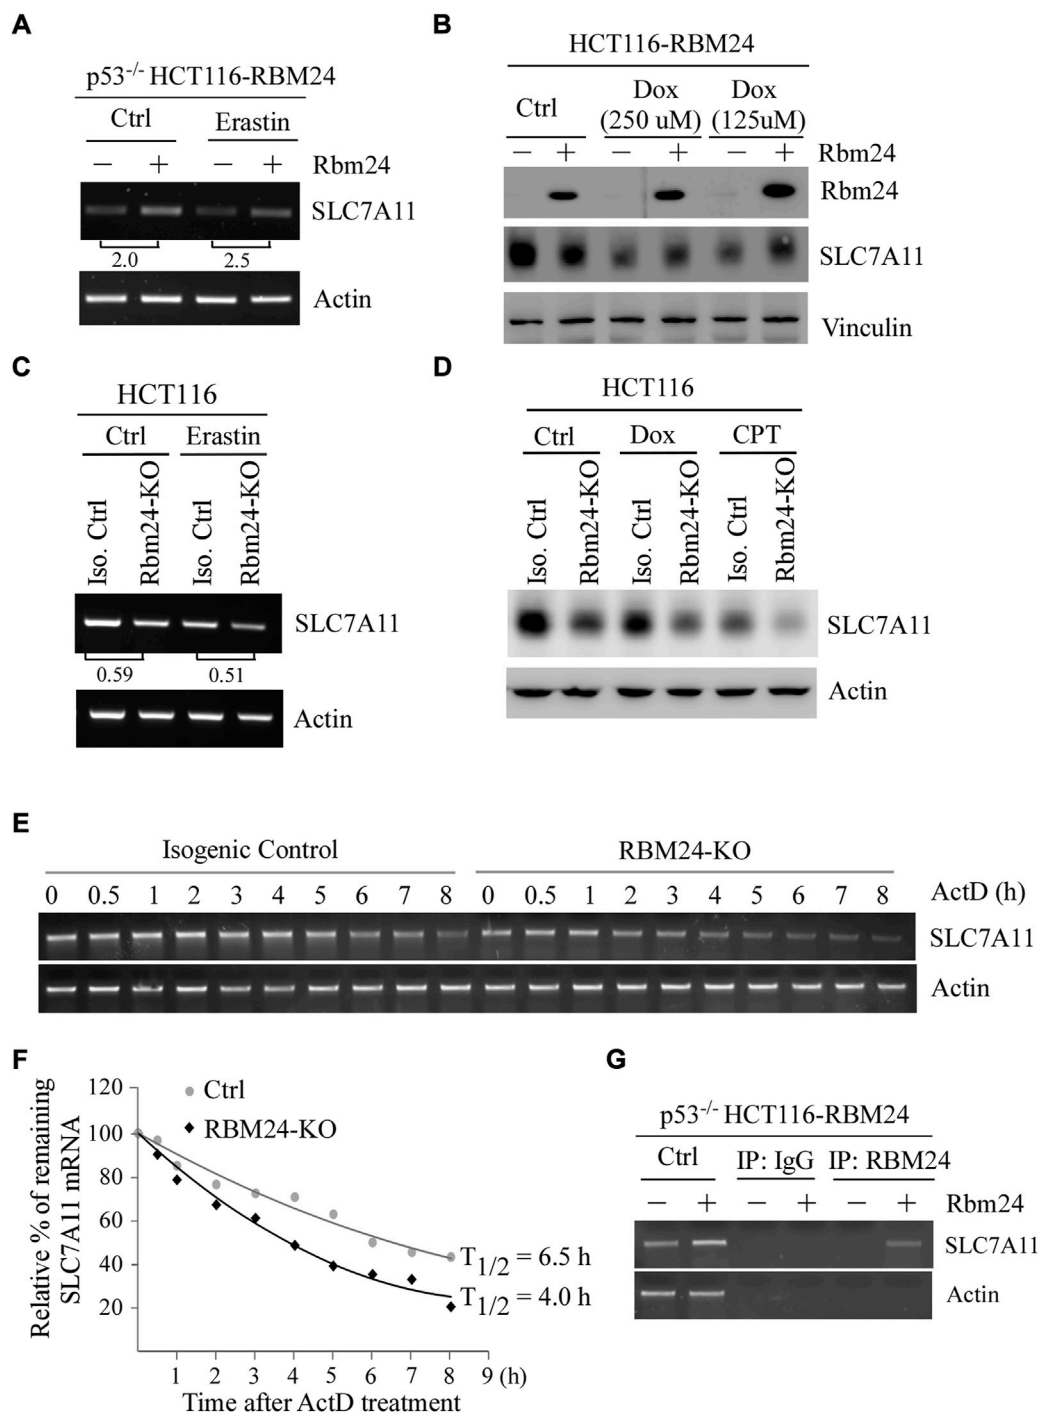 A
p53-/- HCT116-RBM24
Ctrl Erastin
− + − + Rbm24
SLC7A11
2.0 2.5
Actin
B
HCT116-RBM24
Ctrl Dox (250 uM) Dox (125uM)
− + − + − + Rbm24
Rbm24
SLC7A11
Vinculin
C
HCT116
Ctrl Erastin
Iso. Ctrl Rbm24-KO Iso. Ctrl Rbm24-KO
SLC7A11
0.59 0.51
Actin
D
HCT116
Ctrl Dox CPT
Iso. Ctrl Rbm24-KO Iso. Ctrl Rbm24-KO Iso. Ctrl Rbm24-KO
SLC7A11
Actin
E
Isogenic Control RBM24-KO
0 0.5 1 2 3 4 5 6 7 8 0 0.5 1 2 3 4 5 6 7 8 ActD (h)
SLC7A11
Actin
F
Relative % of remaining
SLC7A11 mRNA
120
100
80
60
40
20
Ctrl
RBM24-KO
T1/2 = 6.5 h
T1/2 = 4.0 h
1 2 3 4 5 6 7 8 9 (h)
Time after ActD treatment
G
p53-/- HCT116-RBM24
Ctrl IP: IgG IP: RBM24
− + − + − + Rbm24
SLC7A11
Actin